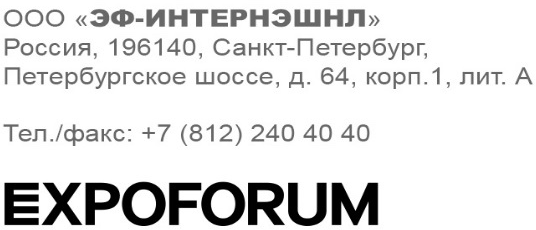 ООО «ЭФ-ИНТЕРНЭШНЛ»
Россия, 196140, Санкт-Петербург,
Петербургское шоссе, д. 64, корп.1, лит. А
Тел./факс: +7 (812) 240 40 40
EXPOFORUM